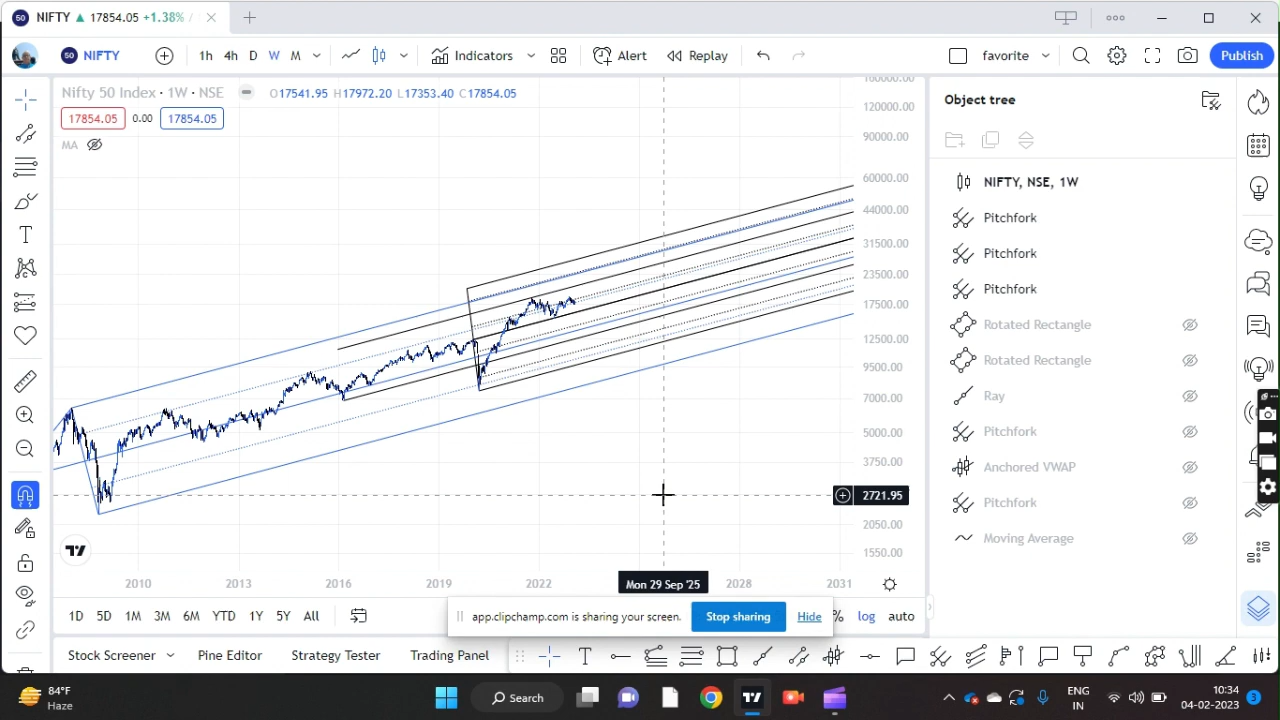 50 NIFTY ▲ 17854.05 +1.38% /
50 NIFTY 1h 4h D W M Indicators Alert Replay favorite Publish
Nifty 50 Index · 1W · NSE O17541.95 H17972.20 L17353.40 C17854.05
17854.05 0.00 17854.05
MA
160000.00
120000.00
90000.00
60000.00
44000.00
31500.00
23500.00
17500.00
12500.00
9500.00
7000.00
5000.00
3750.00
2721.95
2050.00
1550.00
2010 2013 2016 2019 2022 Mon 29 Sep '25 2028 2031
1D 5D 1M 3M 6M YTD 1Y 5Y All % log auto
app.clipchamp.com is sharing your screen. Stop sharing Hide
Stock Screener Pine Editor Strategy Tester Trading Panel
Object tree
NIFTY, NSE, 1W
Pitchfork
Pitchfork
Pitchfork
Rotated Rectangle
Rotated Rectangle
Ray
Pitchfork
Anchored VWAP
Pitchfork
Moving Average
84°F
Haze
Search
ENG
IN
10:34
04-02-2023
3